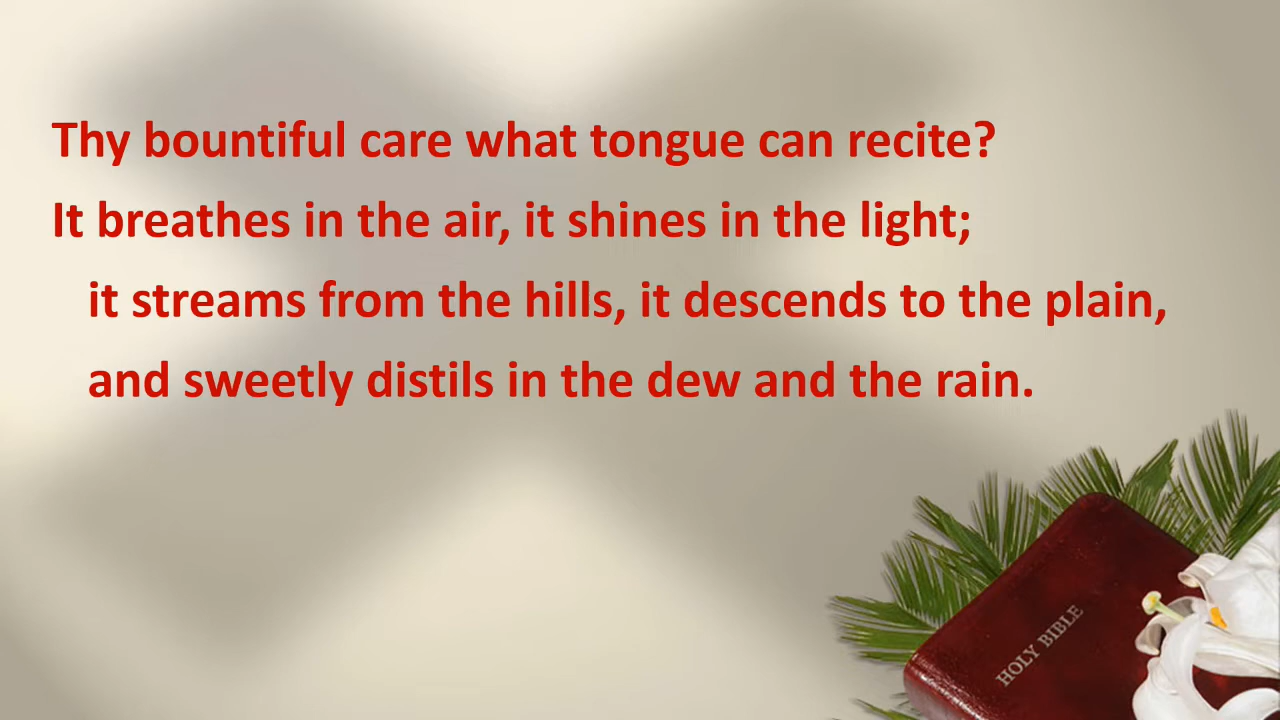 Thy bountiful care what tongue can recite?
It breathes in the air, it shines in the light;
it streams from the hills, it descends to the plain,
and sweetly distils in the dew and the rain.
HOLY BIBLE